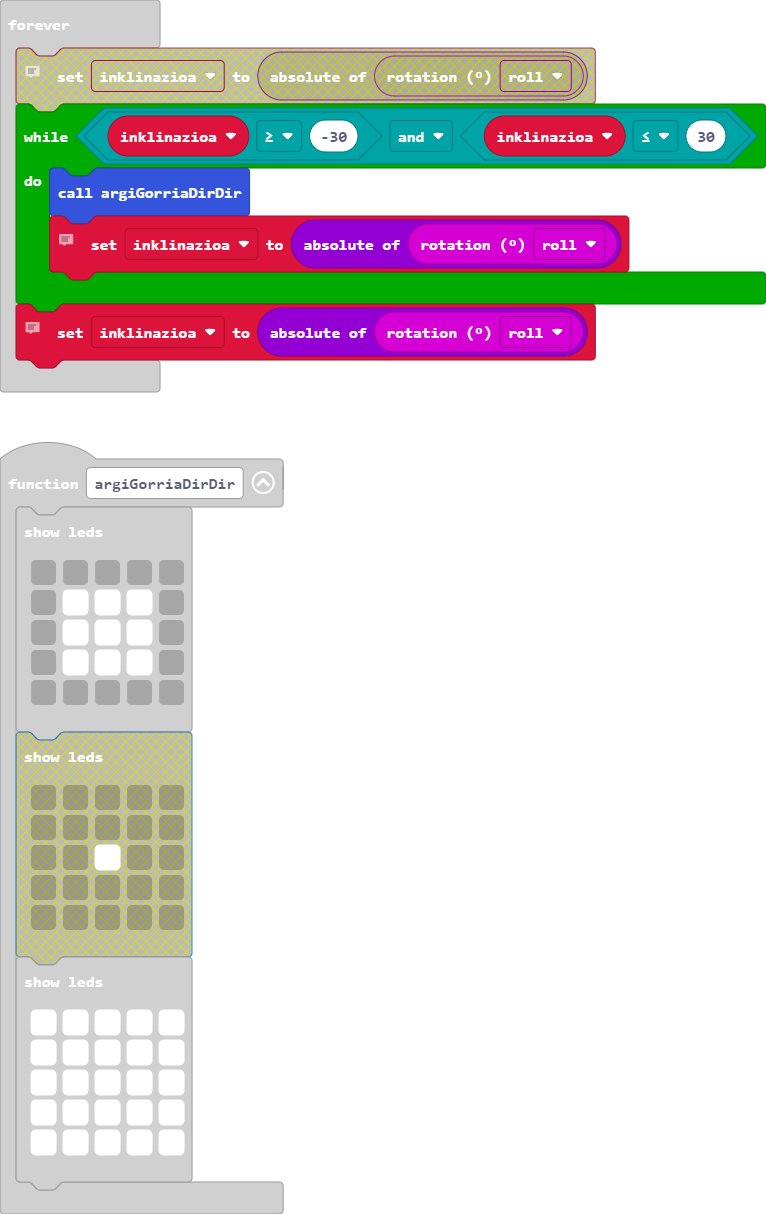 forever
set inklinazioa to absolute of rotation (º) roll
while inklinazioa ≥ -30 and inklinazioa ≤ 30
do
call argiGorriaDirDir
set inklinazioa to absolute of rotation (º) roll
set inklinazioa to absolute of rotation (º) roll
function argiGorriaDirDir
show leds
show leds
show leds